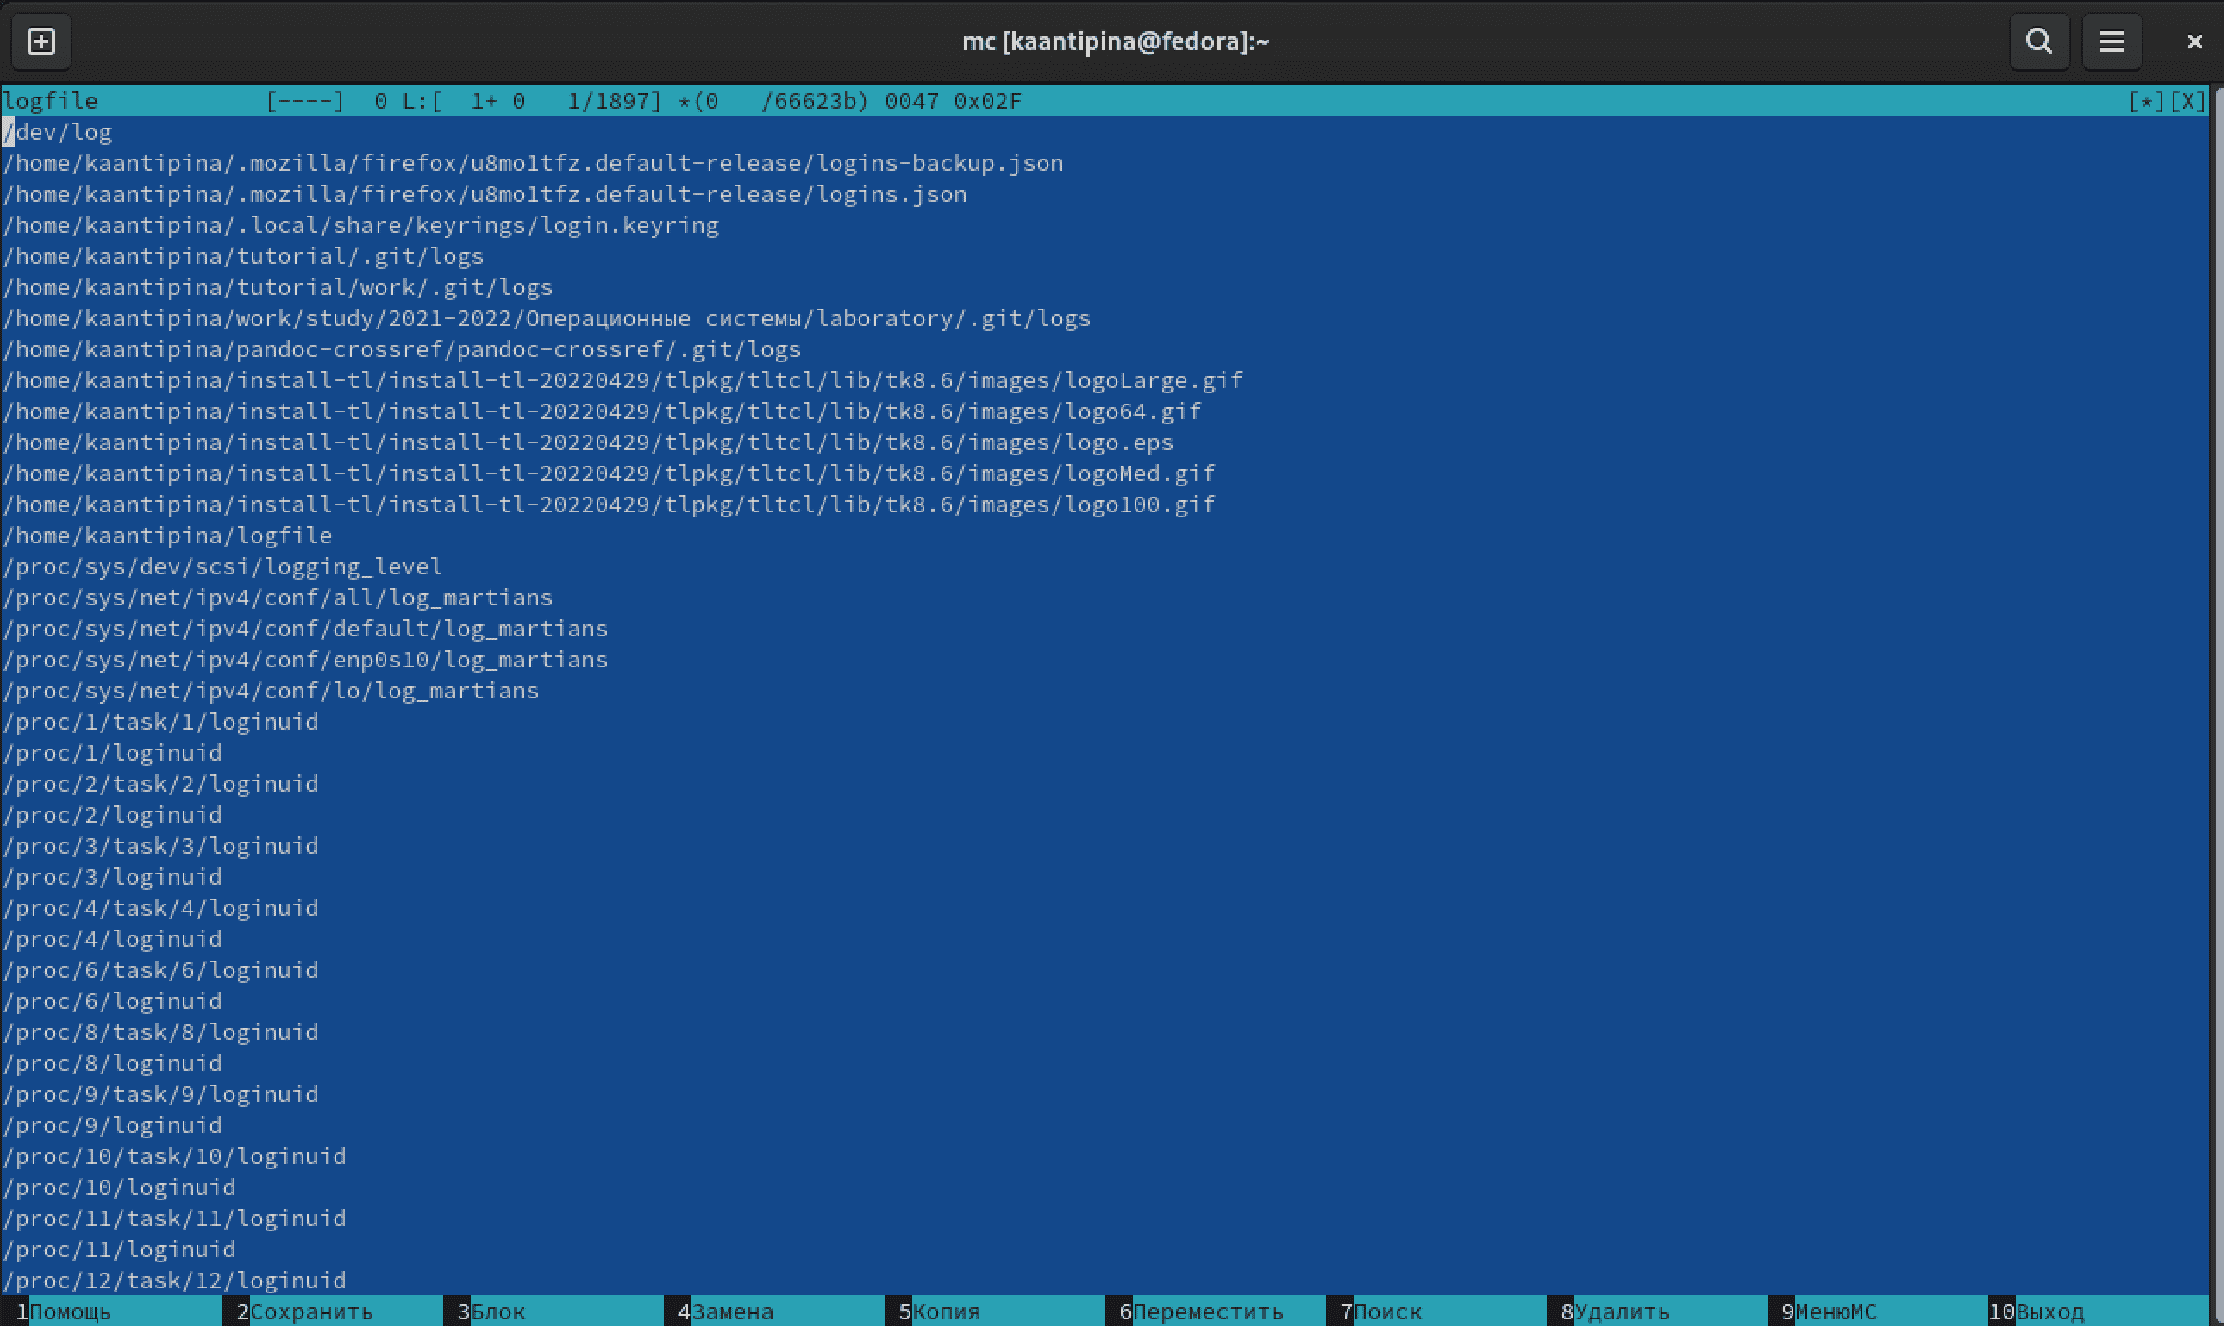 mc [kaantipina@fedora]:~
logfile [----] 0 L:[ 1+ 0 1/1897] *(0 /66623b) 0047 0x02F [*][X]
/dev/log
/home/kaantipina/.mozilla/firefox/u8mo1tfz.default-release/logins-backup.json
/home/kaantipina/.mozilla/firefox/u8mo1tfz.default-release/logins.json
/home/kaantipina/.local/share/keyrings/login.keyring
/home/kaantipina/tutorial/.git/logs
/home/kaantipina/tutorial/work/.git/logs
/home/kaantipina/work/study/2021-2022/Операционные системы/laboratory/.git/logs
/home/kaantipina/pandoc-crossref/pandoc-crossref/.git/logs
/home/kaantipina/install-tl/install-tl-20220429/tlpkg/tltcl/lib/tk8.6/images/logoLarge.gif
/home/kaantipina/install-tl/install-tl-20220429/tlpkg/tltcl/lib/tk8.6/images/logo64.gif
/home/kaantipina/install-tl/install-tl-20220429/tlpkg/tltcl/lib/tk8.6/images/logo.eps
/home/kaantipina/install-tl/install-tl-20220429/tlpkg/tltcl/lib/tk8.6/images/logoMed.gif
/home/kaantipina/install-tl/install-tl-20220429/tlpkg/tltcl/lib/tk8.6/images/logo100.gif
/home/kaantipina/logfile
/proc/sys/dev/scsi/logging_level
/proc/sys/net/ipv4/conf/all/log_martians
/proc/sys/net/ipv4/conf/default/log_martians
/proc/sys/net/ipv4/conf/enp0s10/log_martians
/proc/sys/net/ipv4/conf/lo/log_martians
/proc/1/task/1/loginuid
/proc/1/loginuid
/proc/2/task/2/loginuid
/proc/2/loginuid
/proc/3/task/3/loginuid
/proc/3/loginuid
/proc/4/task/4/loginuid
/proc/4/loginuid
/proc/6/task/6/loginuid
/proc/6/loginuid
/proc/8/task/8/loginuid
/proc/8/loginuid
/proc/9/task/9/loginuid
/proc/9/loginuid
/proc/10/task/10/loginuid
/proc/10/loginuid
/proc/11/task/11/loginuid
/proc/11/loginuid
/proc/12/task/12/loginuid
1Помощь 2Сохранить 3Блок 4Замена 5Копия 6Переместить 7Поиск 8Удалить 9МенюМС 10Выход